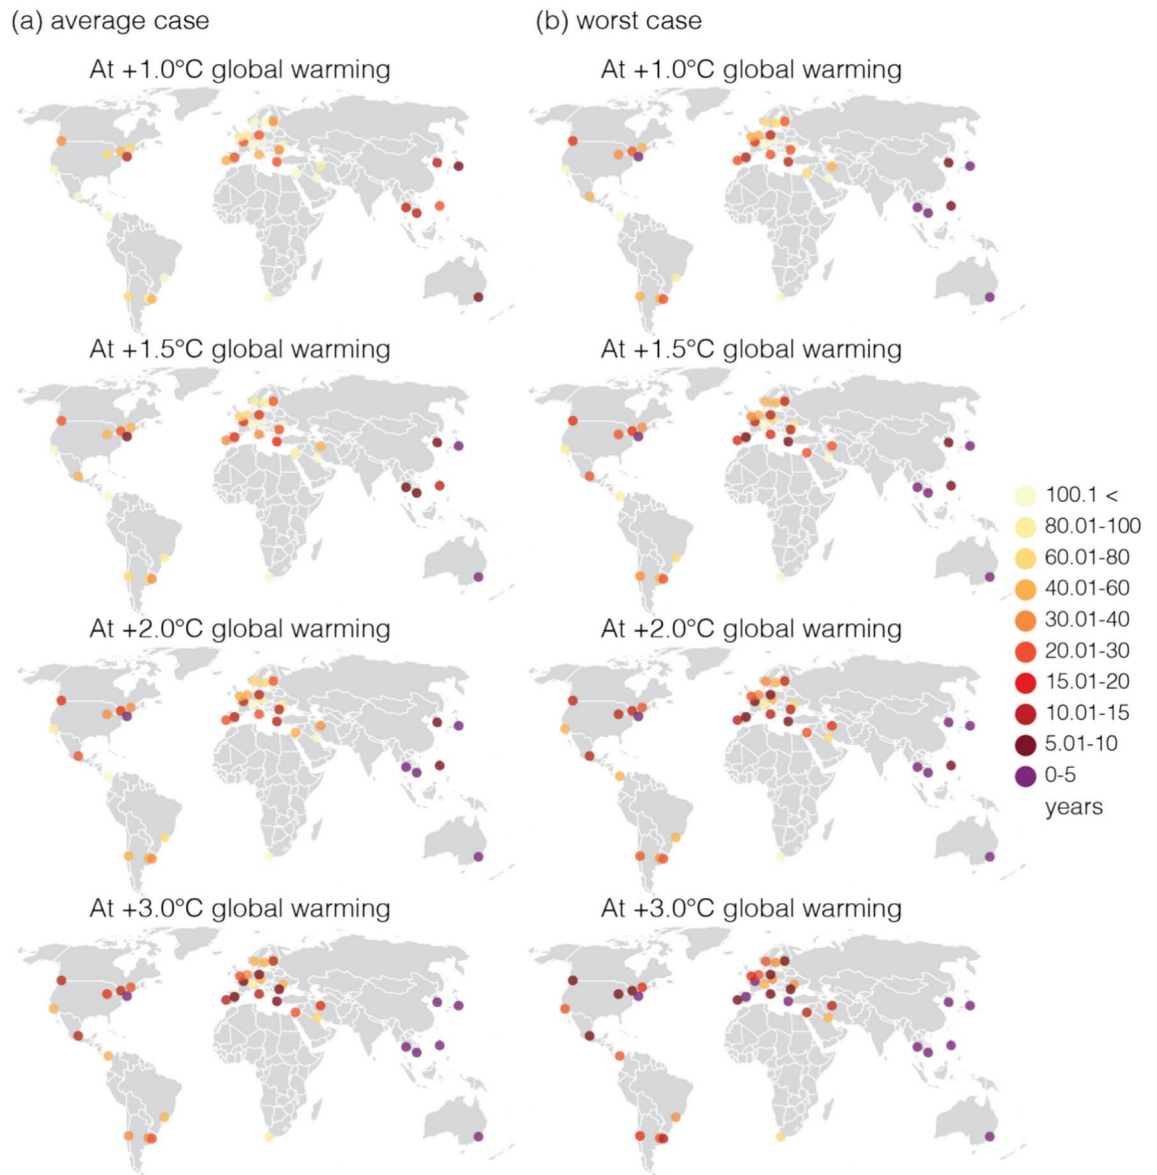 (a) average case
(b) worst case
At +1.0°C global warming
At +1.0°C global warming
At +1.5°C global warming
At +1.5°C global warming
100.1 <
80.01-100
60.01-80
40.01-60
30.01-40
20.01-30
15.01-20
10.01-15
5.01-10
0-5
years
At +2.0°C global warming
At +2.0°C global warming
At +3.0°C global warming
At +3.0°C global warming